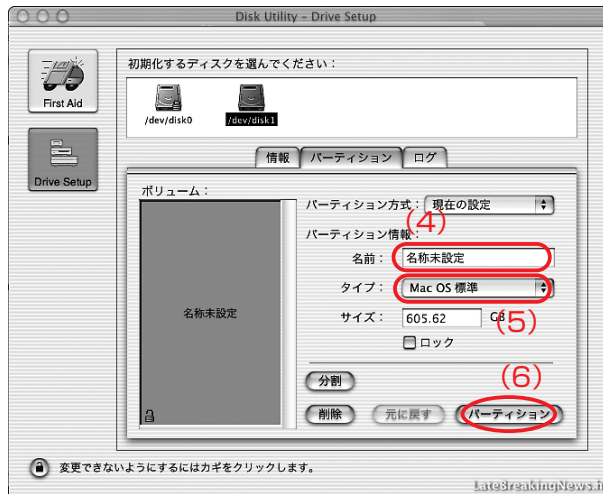 Disk Utility – Drive Setup
初期化するディスクを選んでください：
First Aid
/dev/disk0
/dev/disk1
Drive Setup
情報
パーティション
ログ
ボリューム：
パーティション方式：
現在の設定
(4)
パーティション情報：
名前：
名称未設定
タイプ：
Mac OS 標準
名称未設定
サイズ：
605.62
GB
(5)
ロック
分割
(6)
削除
元に戻す
パーティション
変更できないようにするにはカギをクリックします。